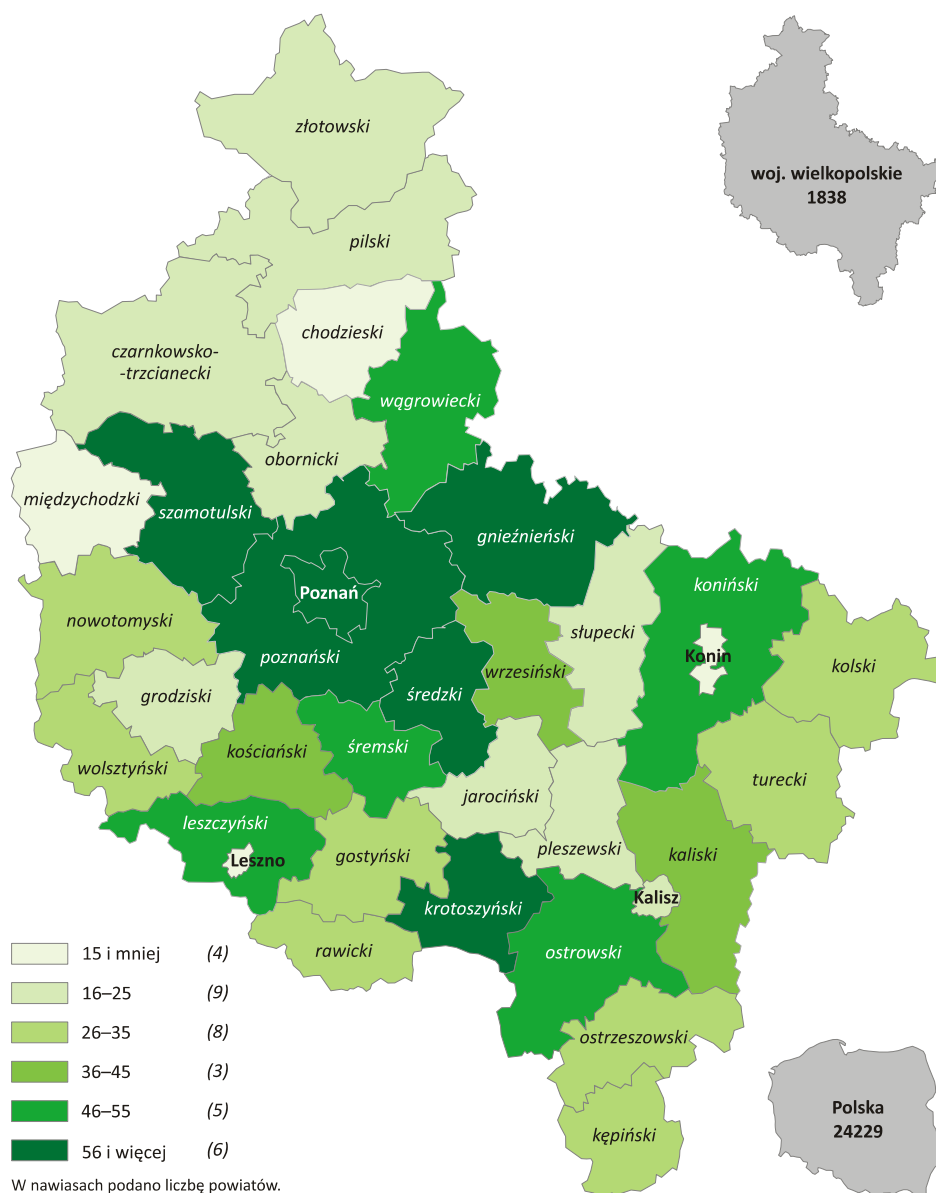 złotowski
woj. wielkopolskie
1838
pilski
chodzieski
czarnkowsko-
-trzcianecki
wągrowiecki
obornicki
międzychodzki
szamotulski
gnieźnieński
Poznań
koniński
nowotomyski
słupecki
poznański
Konin
kolski
wrzesiński
grodziski
średzki
kościański
śremski
wolsztyński
turecki
jarociński
leszczyński
pleszewski
kaliski
gostyński
Leszno
Kalisz
krotoszyński
rawicki
ostrowski
ostrzeszowski
kępiński
15 i mniej (4)
16–25 (9)
26–35 (8)
36–45 (3)
46–55 (5)
56 i więcej (6)
W nawiasach podano liczbę powiatów.
Polska
24229